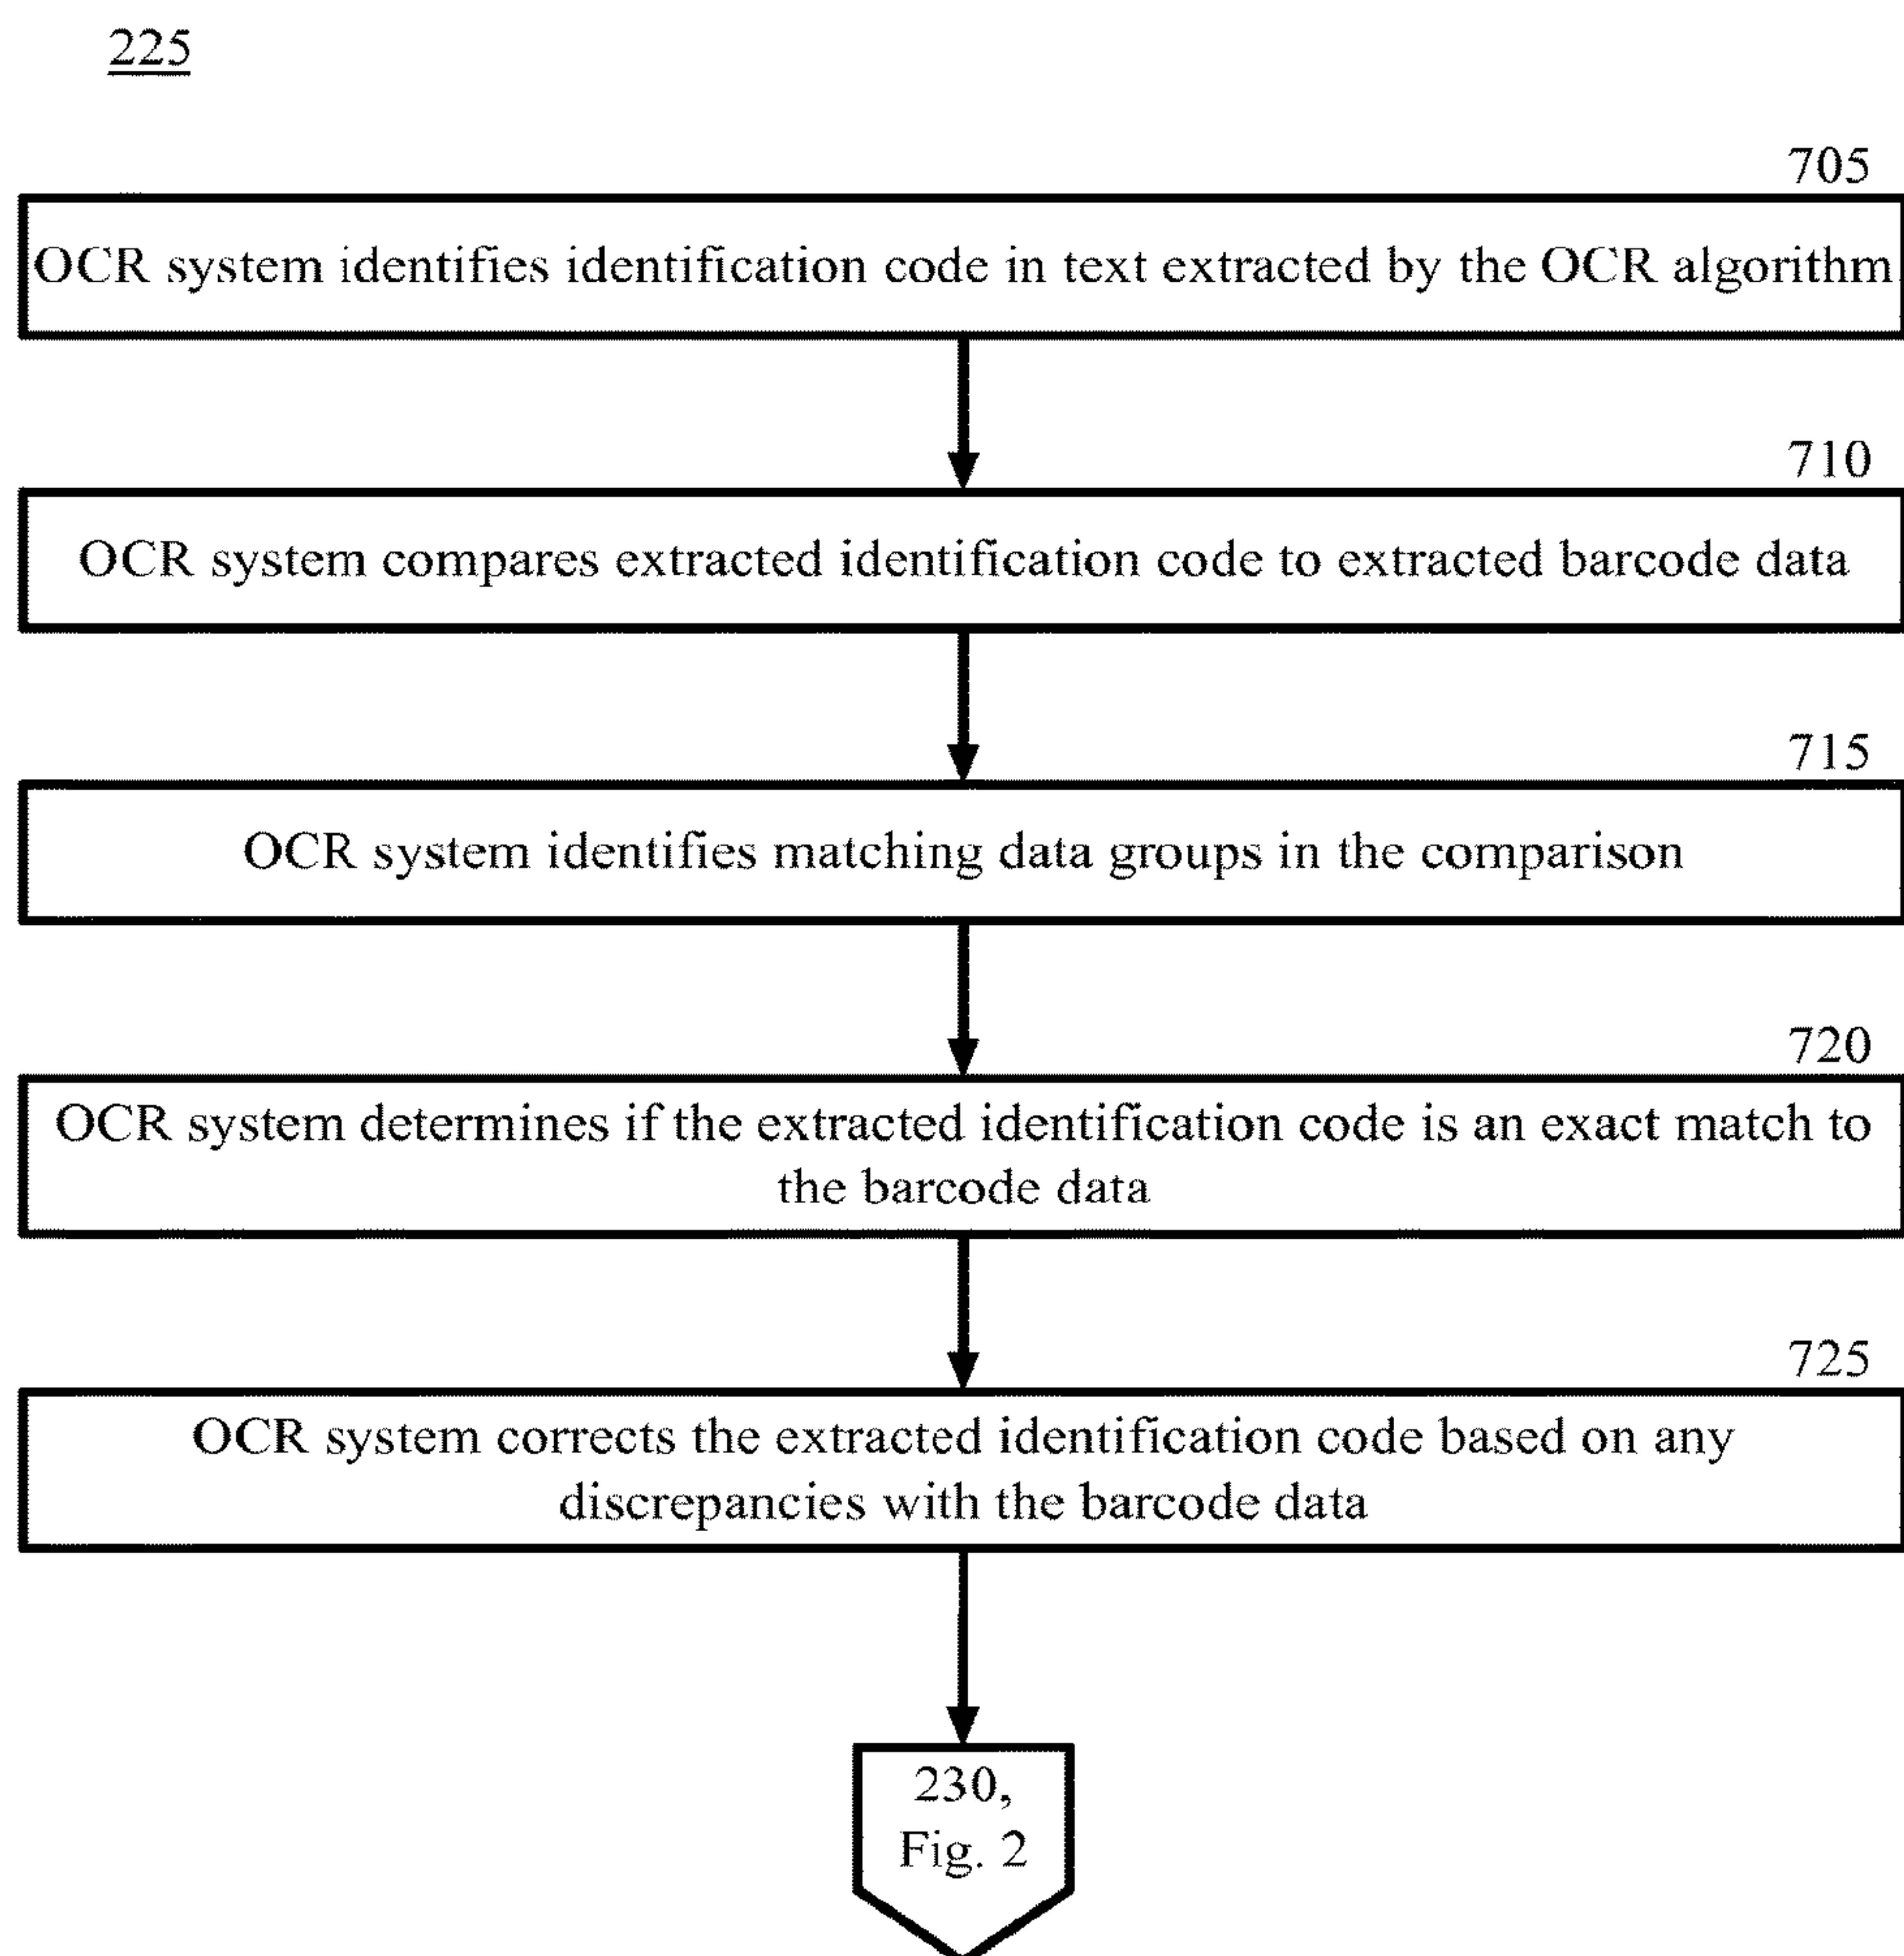 225
705
OCR system identifies identification code in text extracted by the OCR algorithm
710
OCR system compares extracted identification code to extracted barcode data
715
OCR system identifies matching data groups in the comparison
720
OCR system determines if the extracted identification code is an exact match to
the barcode data
725
OCR system corrects the extracted identification code based on any
discrepancies with the barcode data
230,
Fig. 2